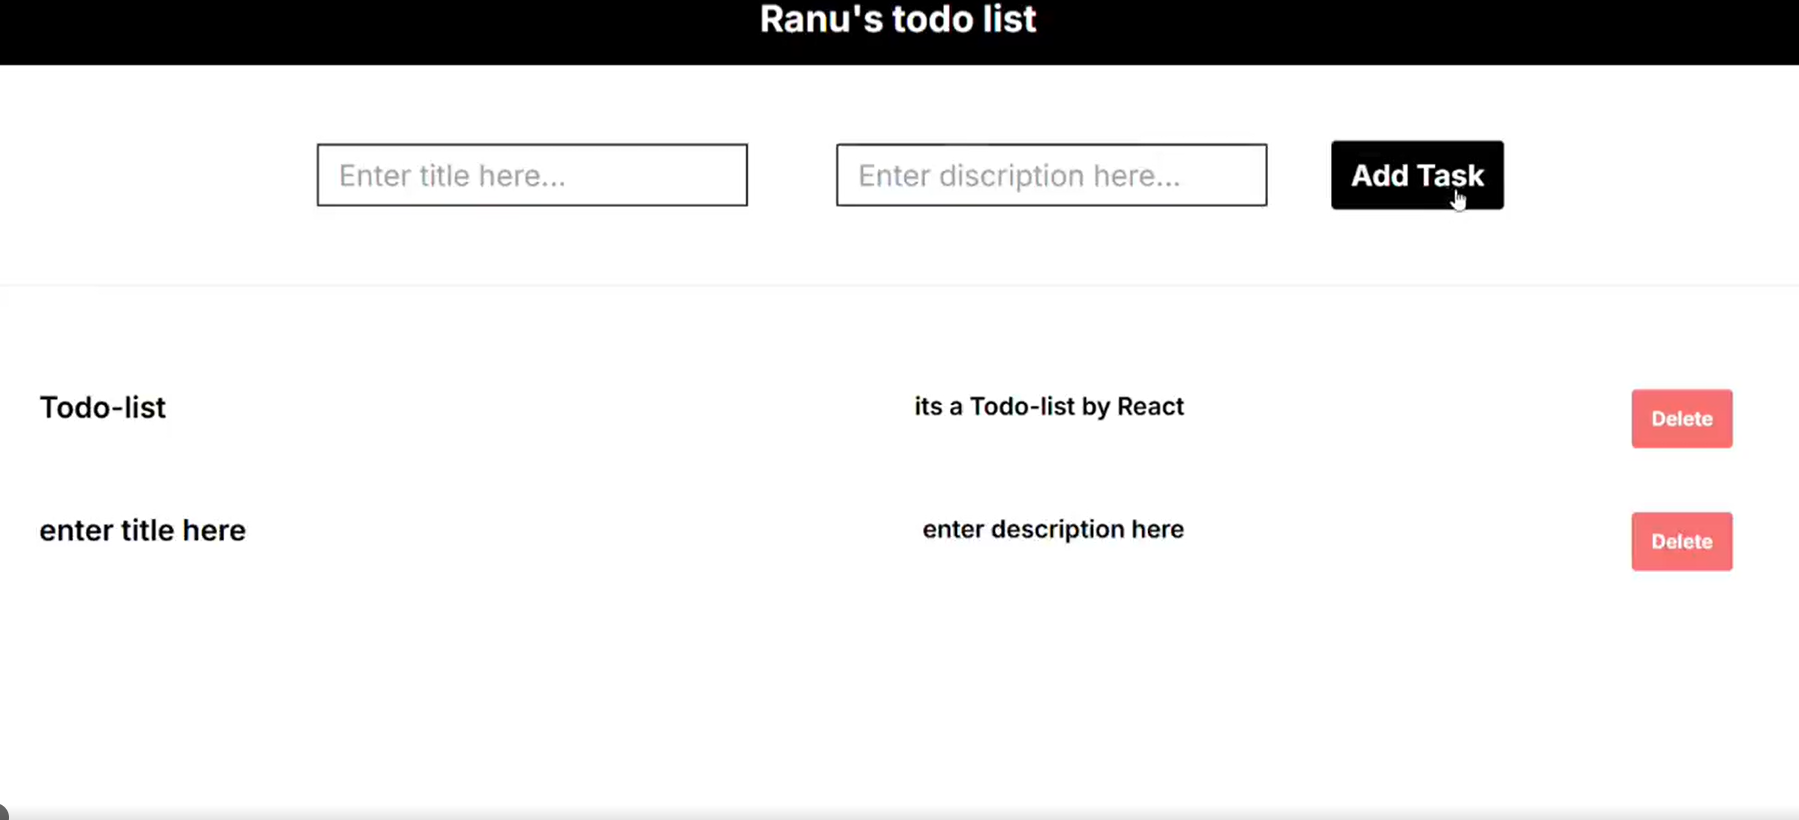 Ranu's todo list
Enter title here...
Enter discription here...
Add Task
Todo-list
its a Todo-list by React
Delete
enter title here
enter description here
Delete